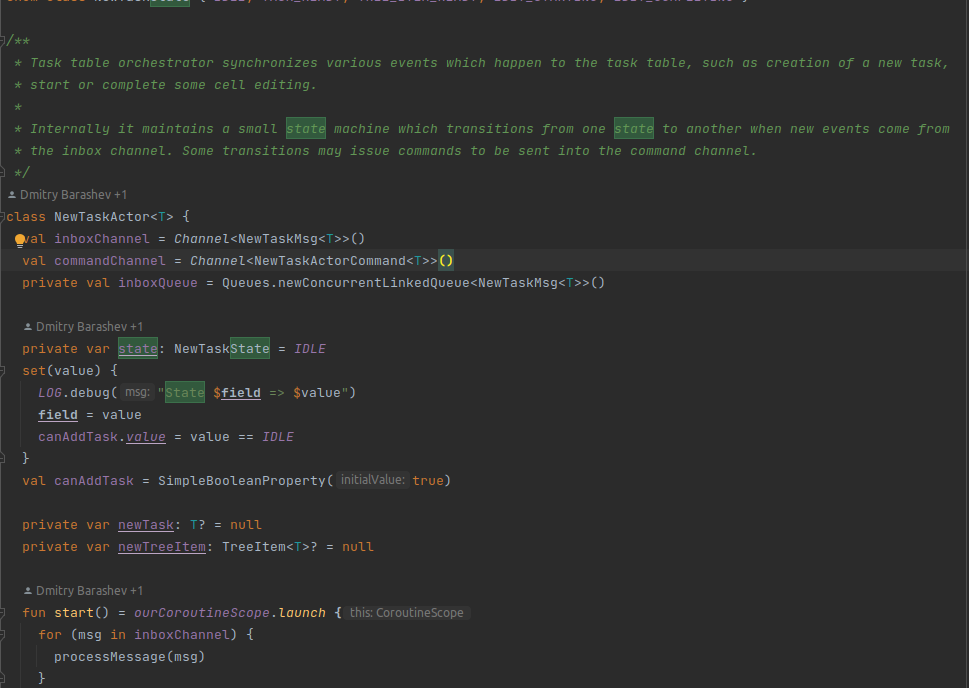 /**
* Task table orchestrator synchronizes various events which happen to the task table, such as creation of a new task,
* start or complete some cell editing.
*
* Internally it maintains a small state machine which transitions from one state to another when new events come from
* the inbox channel. Some transitions may issue commands to be sent into the command channel.
*/
Dmitry Barashev +1
class NewTaskActor<T> {
val inboxChannel = Channel<NewTaskMsg<T>>()
val commandChannel = Channel<NewTaskActorCommand<T>>()
private val inboxQueue = Queues.newConcurrentLinkedQueue<NewTaskMsg<T>>()
Dmitry Barashev +1
private var state: NewTaskState = IDLE
set(value) {
LOG.debug( msg: "State $field => $value")
field = value
canAddTask.value = value == IDLE
}
val canAddTask = SimpleBooleanProperty( initialValue: true)
private var newTask: T? = null
private var newTreeItem: TreeItem<T>? = null
Dmitry Barashev +1
fun start() = ourCoroutineScope.launch { this: CoroutineScope
for (msg in inboxChannel) {
processMessage(msg)
}